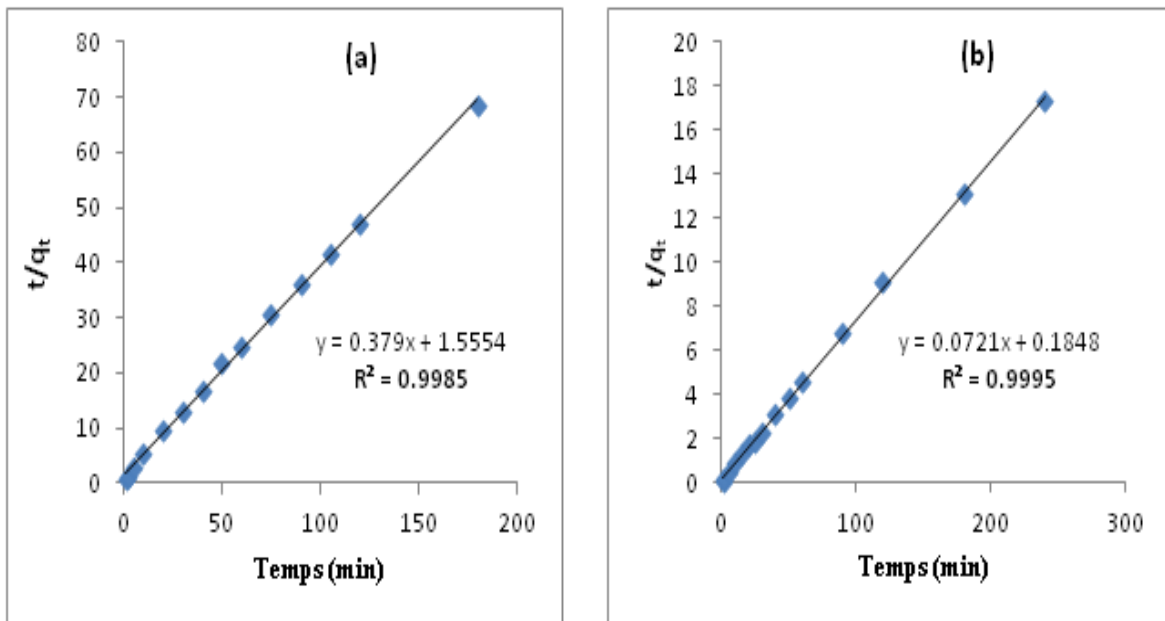 (a)
80
70
60
50
40
30
20
10
0
t/qₜ
y = 0.379x + 1.5554
R² = 0.9985
0 50 100 150 200
Temps (min)
(b)
20
18
16
14
12
10
8
6
4
2
0
t/qₜ
y = 0.0721x + 0.1848
R² = 0.9995
0 100 200 300
Temps (min)